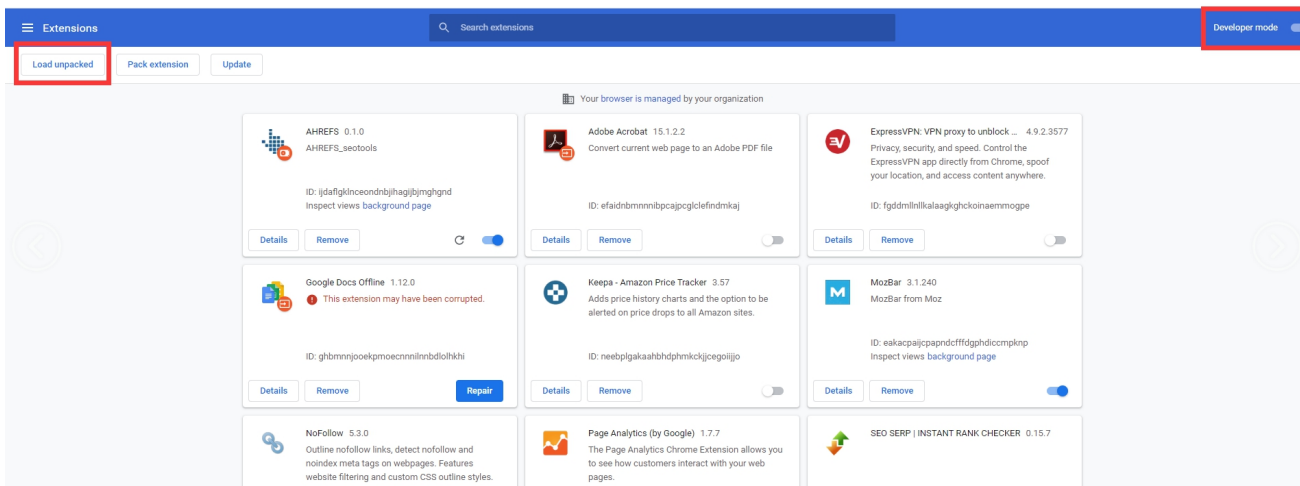 Extensions
Search extensions
Developer mode
Load unpacked
Pack extension
Update
Your browser is managed by your organization
AHREFS 0.1.0
AHREFS_seotools
ID: ijdaflgklnceondnbjihagijbjmghgnd
Inspect views background page
Details
Remove
Adobe Acrobat 15.1.2.2
Convert current web page to an Adobe PDF file
ID: efaidnbmnnnibpcajpcglclefindmkaj
Details
Remove
ExpressVPN: VPN proxy to unblock ... 4.9.2.3577
Privacy, security, and speed. Control the
ExpressVPN app directly from Chrome, spoof
your location, and access content anywhere.
ID: fgddmllnllkalaagkghckoinaemmogpe
Details
Remove
Google Docs Offline 1.12.0
This extension may have been corrupted.
ID: ghbmnnjooekpmoecnnnilnnbdlolhkhi
Details
Remove
Repair
Keepa - Amazon Price Tracker 3.57
Adds price history charts and the option to be
alerted on price drops to all Amazon sites.
ID: neebplgakaahbhdphmkckjjcegoiijjo
Details
Remove
MozBar 3.1.240
MozBar from Moz
ID: eakacpaijcpapndcfffdgphdiccmpknp
Inspect views background page
Details
Remove
NoFollow 5.3.0
Outline nofollow links, detect nofollow and
noindex meta tags on webpages. Features
website filtering and custom CSS outline styles.
Page Analytics (by Google) 1.7.7
The Page Analytics Chrome Extension allows you
to see how customers interact with your web
pages.
SEO SERP | INSTANT RANK CHECKER 0.15.7